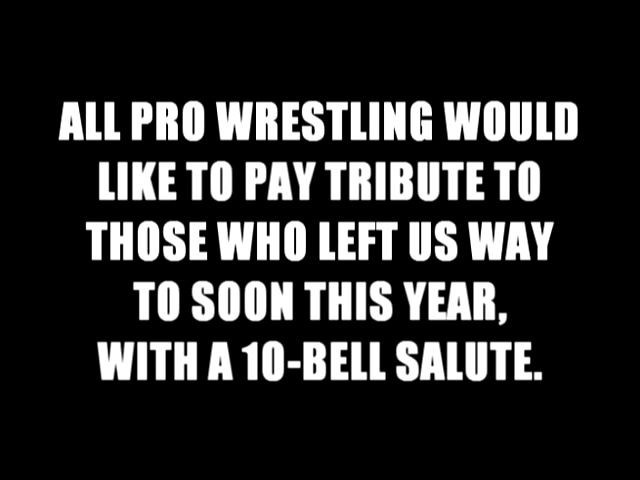 ALL PRO WRESTLING WOULD
LIKE TO PAY TRIBUTE TO
THOSE WHO LEFT US WAY
TO SOON THIS YEAR,
WITH A 10-BELL SALUTE.